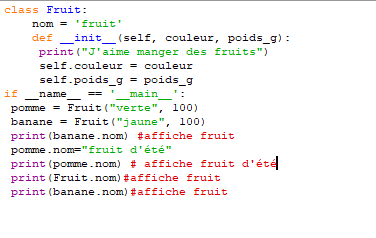 class Fruit:
    nom = 'fruit'
    def __init__(self, couleur, poids_g):
     print("J'aime manger des fruits")
     self.couleur = couleur
     self.poids_g = poids_g
if __name__ == '__main__':
 pomme = Fruit("verte", 100)
 banane = Fruit("jaune", 100)
 print(banane.nom) #affiche fruit
 pomme.nom="fruit d'été"
 print(pomme.nom) # affiche fruit d'été
 print(Fruit.nom)#affiche fruit
 print(banane.nom)#affiche fruit